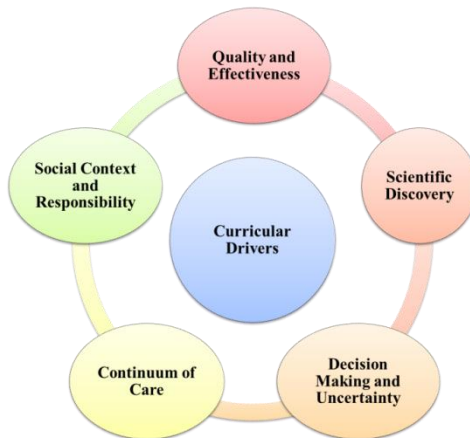 Quality and
Effectiveness
Scientific
Discovery
Decision
Making and
Uncertainty
Continuum of
Care
Social Context
and
Responsibility
Curricular
Drivers